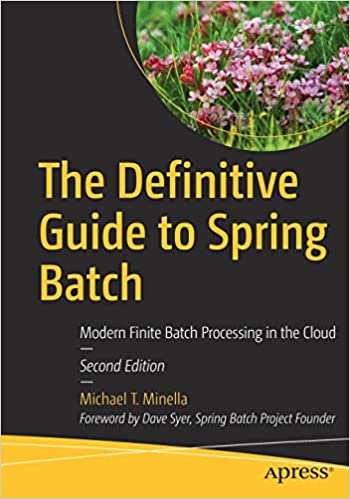 The Definitive
Guide to Spring
Batch
Modern Finite Batch Processing in the Cloud
—
Second Edition
—
Michael T. Minella
Foreword by Dave Syer, Spring Batch Project Founder
Apress®